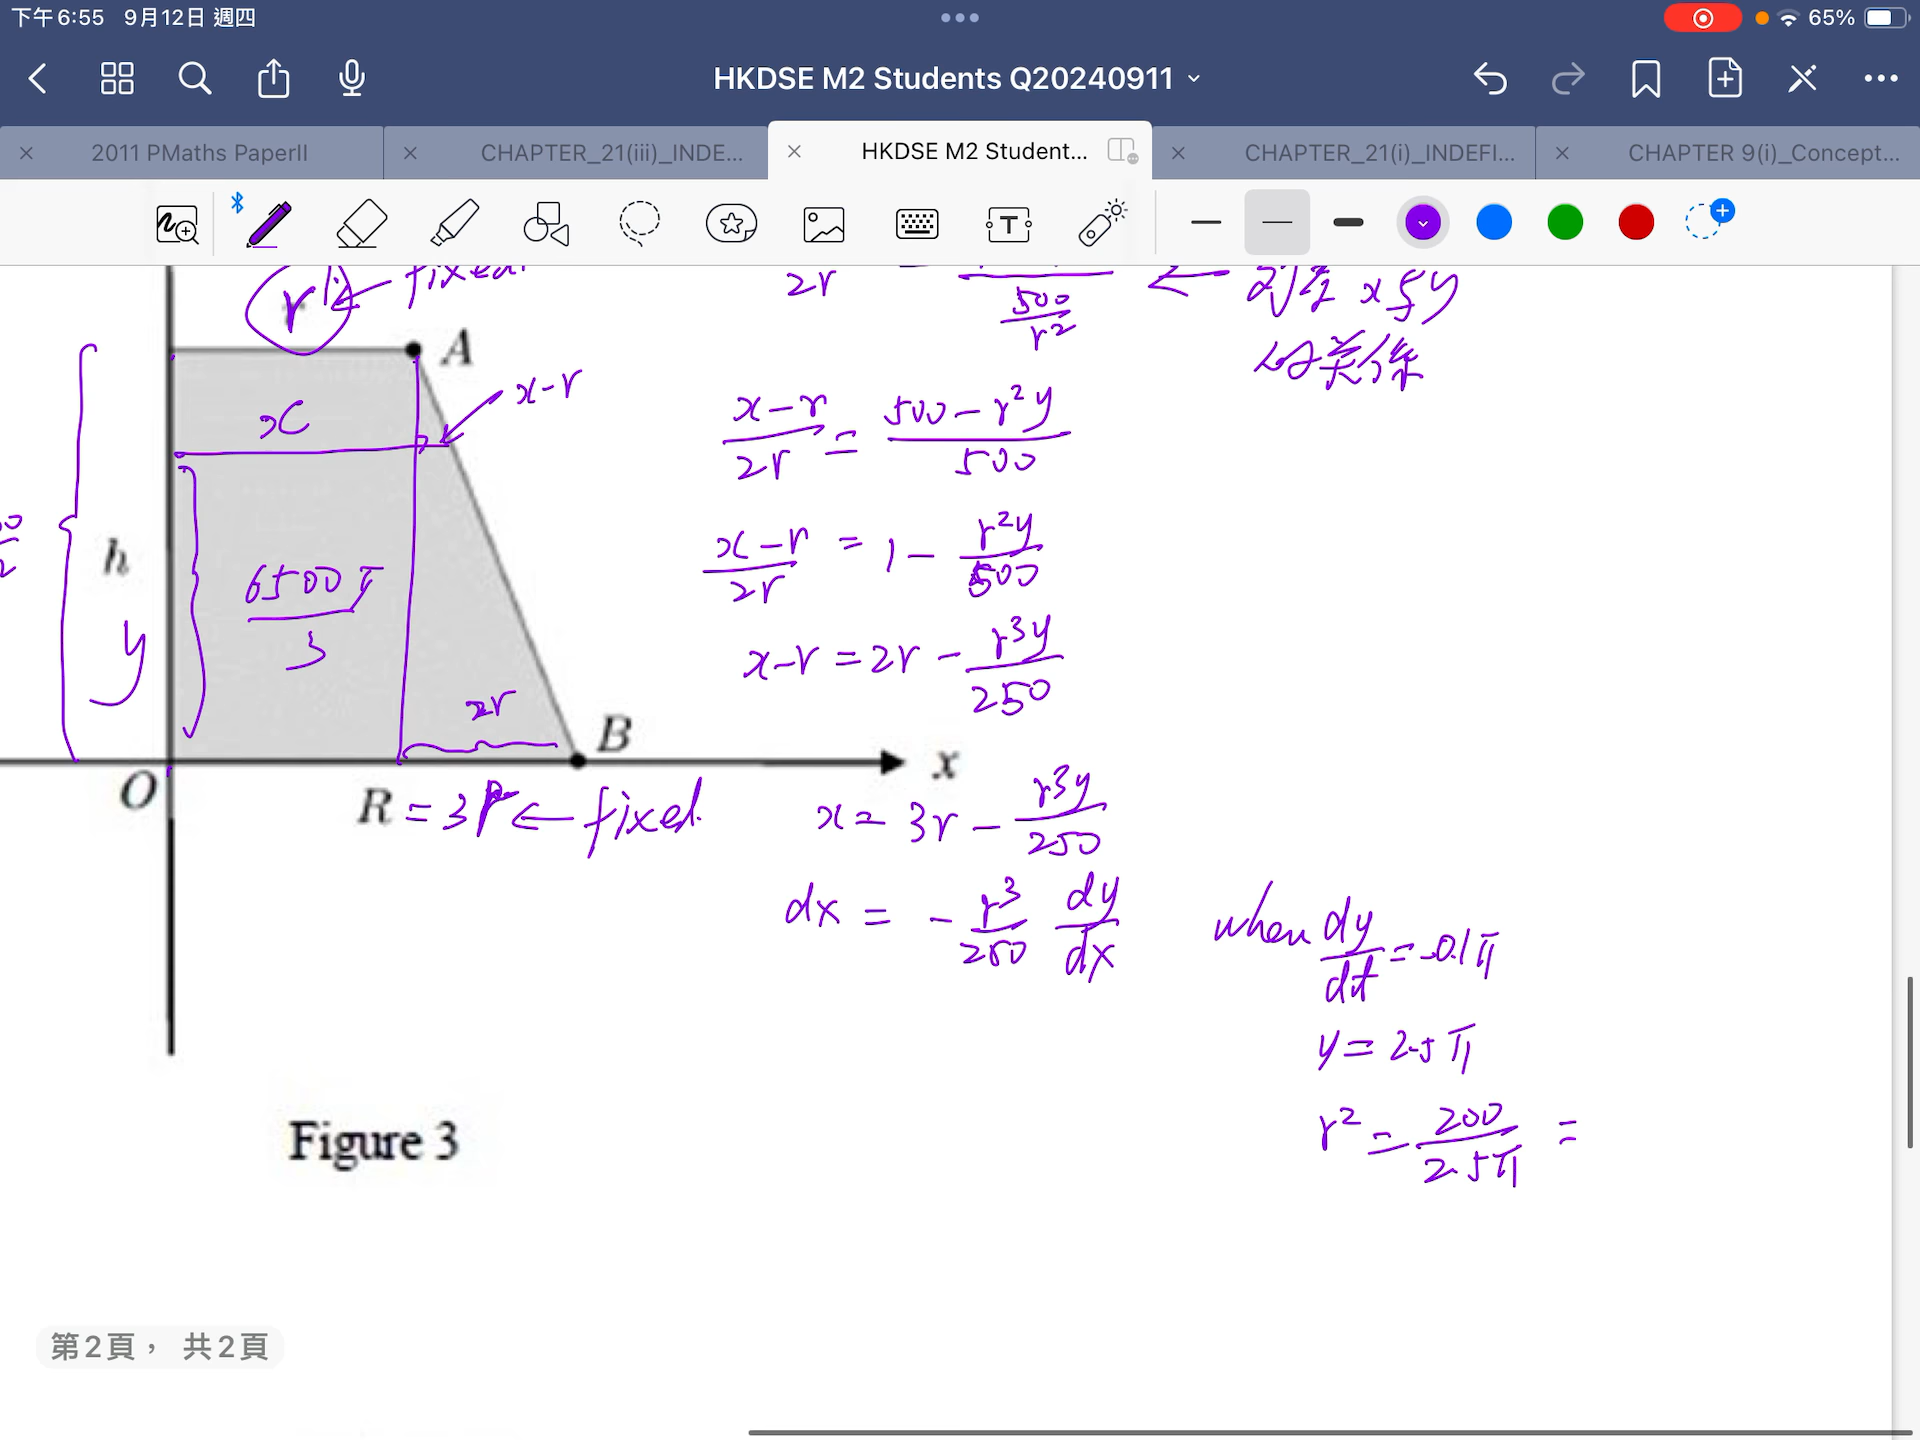 下午6:55 9月12日 週四
65%
HKDSE M2 Students Q20240911
2011 PMaths PaperII
CHAPTER_21(iii)_INDE...
HKDSE M2 Student...
CHAPTER_21(i)_INDEFI...
CHAPTER 9(i)_Concept...
r ← fixed
A
x-r
x
h
y
6500π/3
2r
B
O
R = 3r ← fixed
x
Figure 3
2r
500/r²
← x与y
的关係
(x-r)/2r = (500-r²y)/500
(x-r)/2r = 1 - r²y/500
x-r = 2r - r³y/250
x = 3r - r³y/250
dx = - r³/250 dy/dx
when dy/dt = -0.1π
y = 2.5π
r² = 200/2.5π =
第2頁， 共2頁